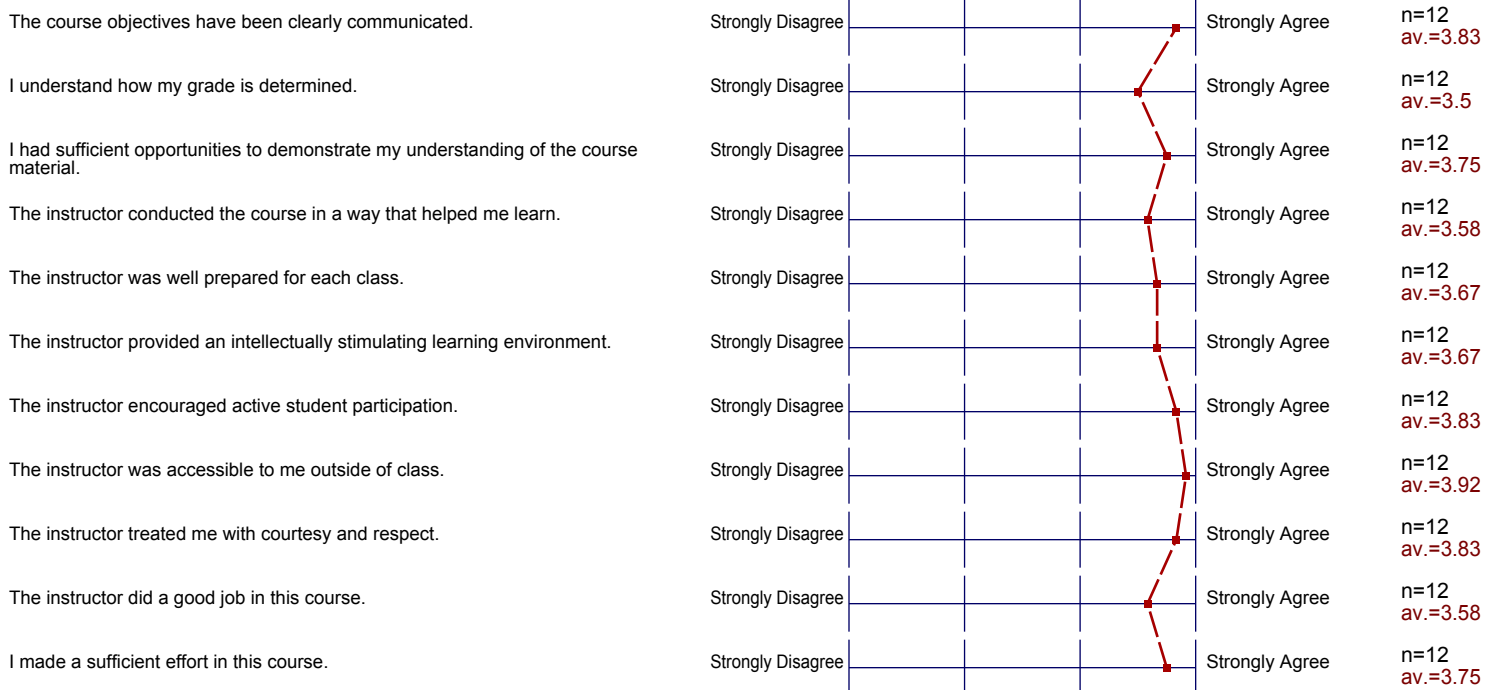 The course objectives have been clearly communicated. Strongly Disagree Strongly Agree n=12
av.=3.83
I understand how my grade is determined. Strongly Disagree Strongly Agree n=12
av.=3.5
I had sufficient opportunities to demonstrate my understanding of the course Strongly Disagree Strongly Agree n=12
material. av.=3.75
The instructor conducted the course in a way that helped me learn. Strongly Disagree Strongly Agree n=12
av.=3.58
The instructor was well prepared for each class. Strongly Disagree Strongly Agree n=12
av.=3.67
The instructor provided an intellectually stimulating learning environment. Strongly Disagree Strongly Agree n=12
av.=3.67
The instructor encouraged active student participation. Strongly Disagree Strongly Agree n=12
av.=3.83
The instructor was accessible to me outside of class. Strongly Disagree Strongly Agree n=12
av.=3.92
The instructor treated me with courtesy and respect. Strongly Disagree Strongly Agree n=12
av.=3.83
The instructor did a good job in this course. Strongly Disagree Strongly Agree n=12
av.=3.58
I made a sufficient effort in this course. Strongly Disagree Strongly Agree n=12
av.=3.75